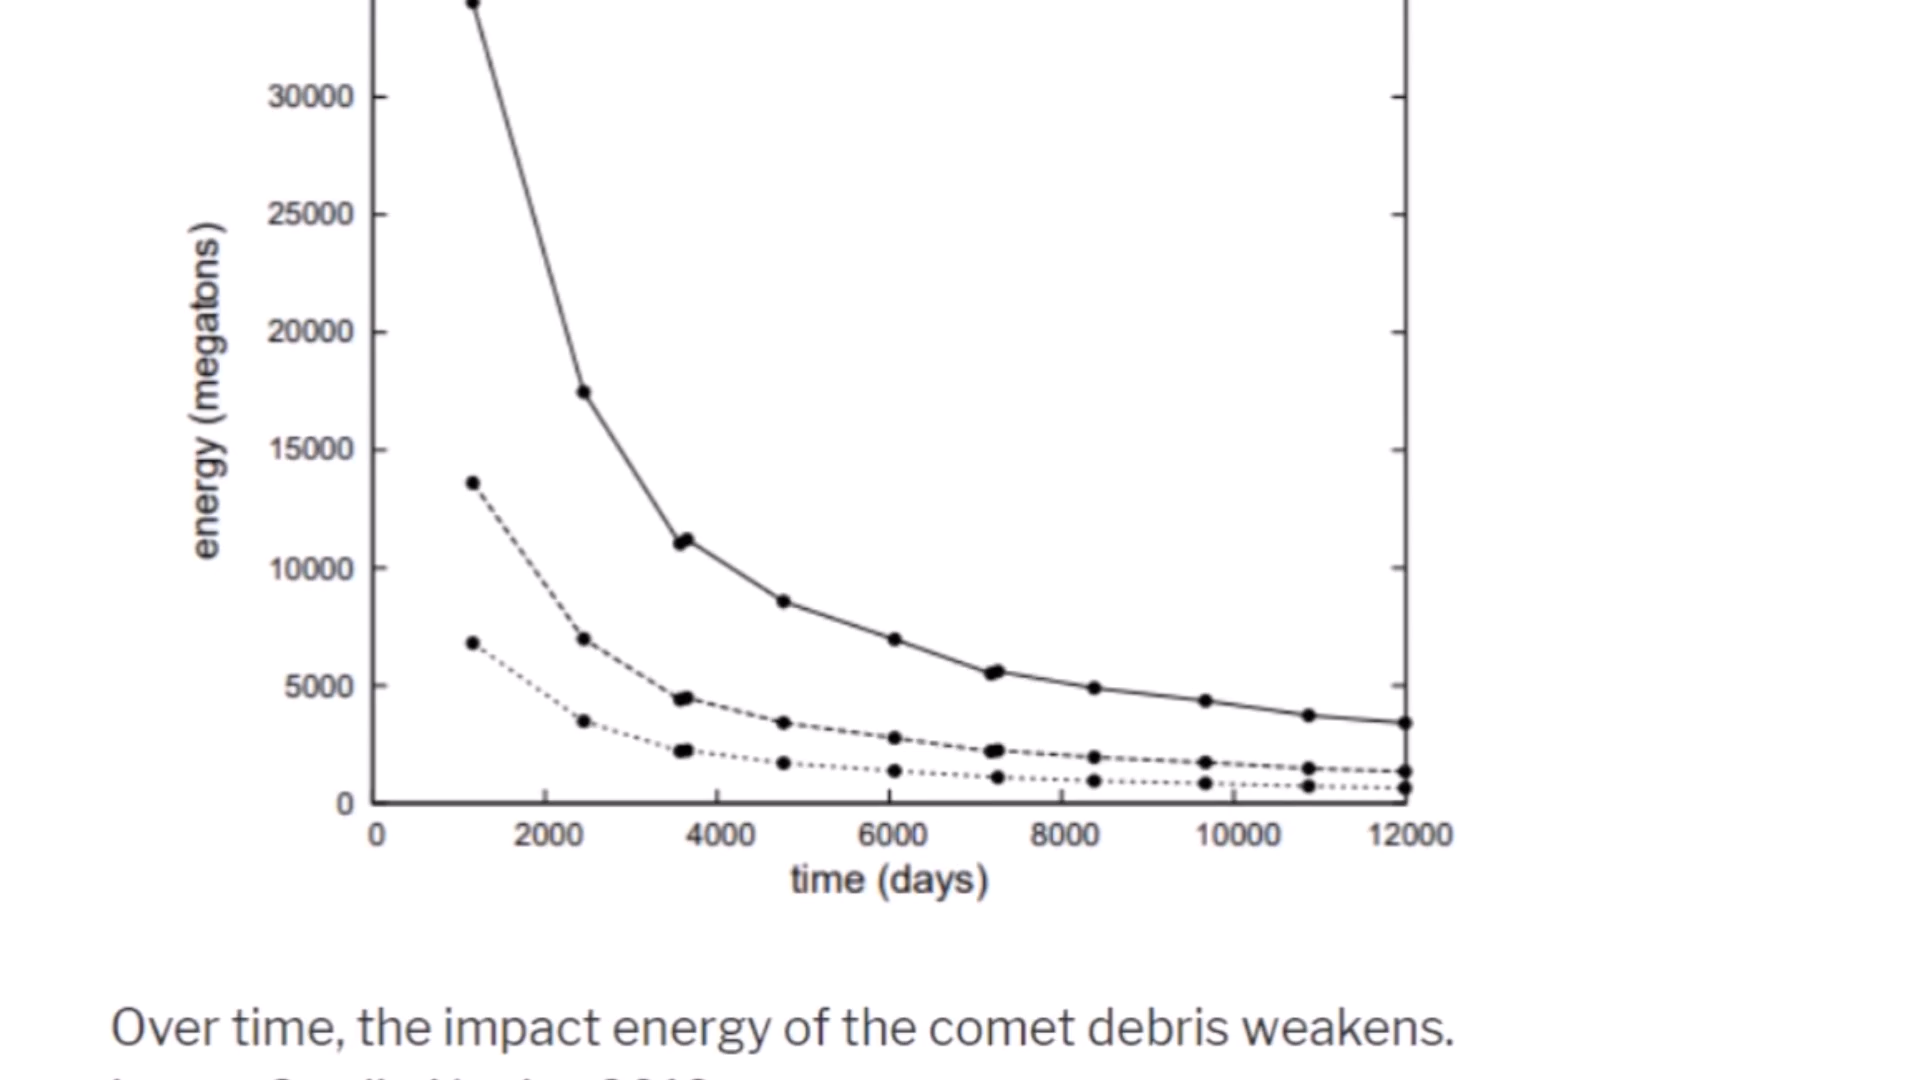 30000
25000
20000
15000
10000
5000
0
energy (megatons)
0 2000 4000 6000 8000 10000 12000
time (days)
Over time, the impact energy of the comet debris weakens.